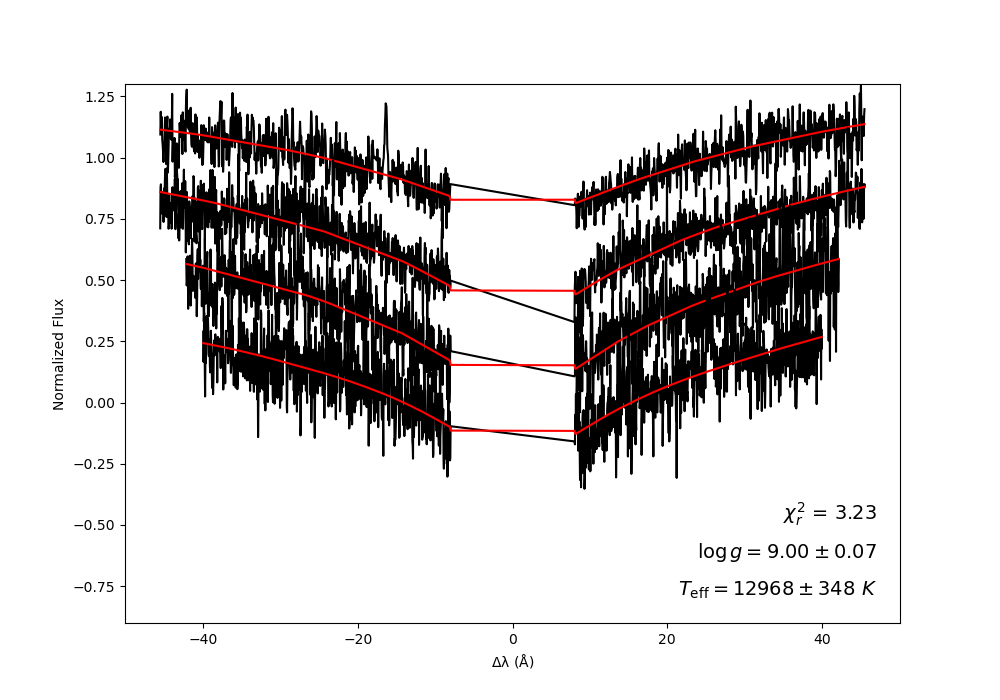 1.25
1.00
0.75
0.50
0.25
0.00
−0.25
−0.50
−0.75
Normalized Flux
χ²ᵣ = 3.23
log g = 9.00 ± 0.07
T_eff = 12968 ± 348 K
−40
−20
0
20
40
Δλ (Å)